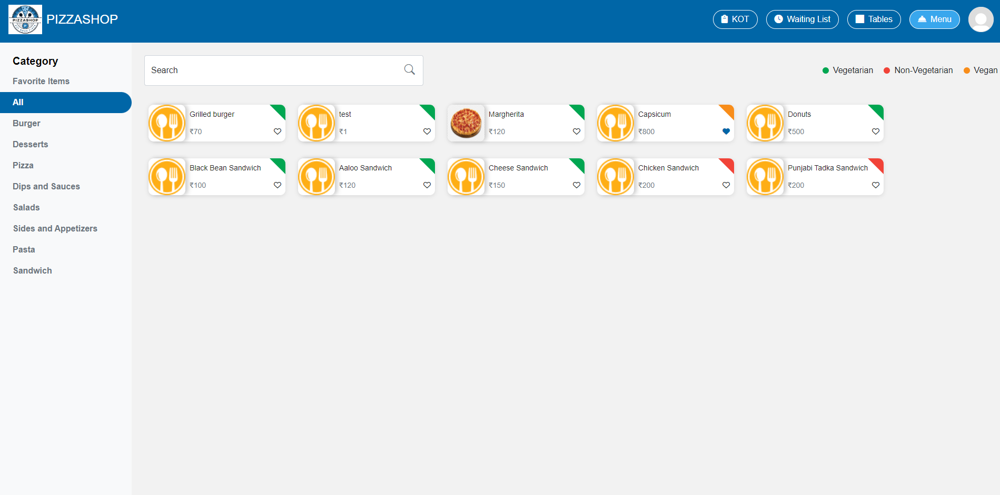 PIZZASHOP
PIZZASHOP
KOT
Waiting List
Tables
Menu
Category
Favorite Items
All
Burger
Desserts
Pizza
Dips and Sauces
Salads
Sides and Appetizers
Pasta
Sandwich
Search
Vegetarian
Non-Vegetarian
Vegan
Grilled burger
₹70
test
₹1
Margherita
₹120
Capsicum
₹800
Donuts
₹500
Black Bean Sandwich
₹100
Aaloo Sandwich
₹120
Cheese Sandwich
₹150
Chicken Sandwich
₹200
Punjabi Tadka Sandwich
₹200